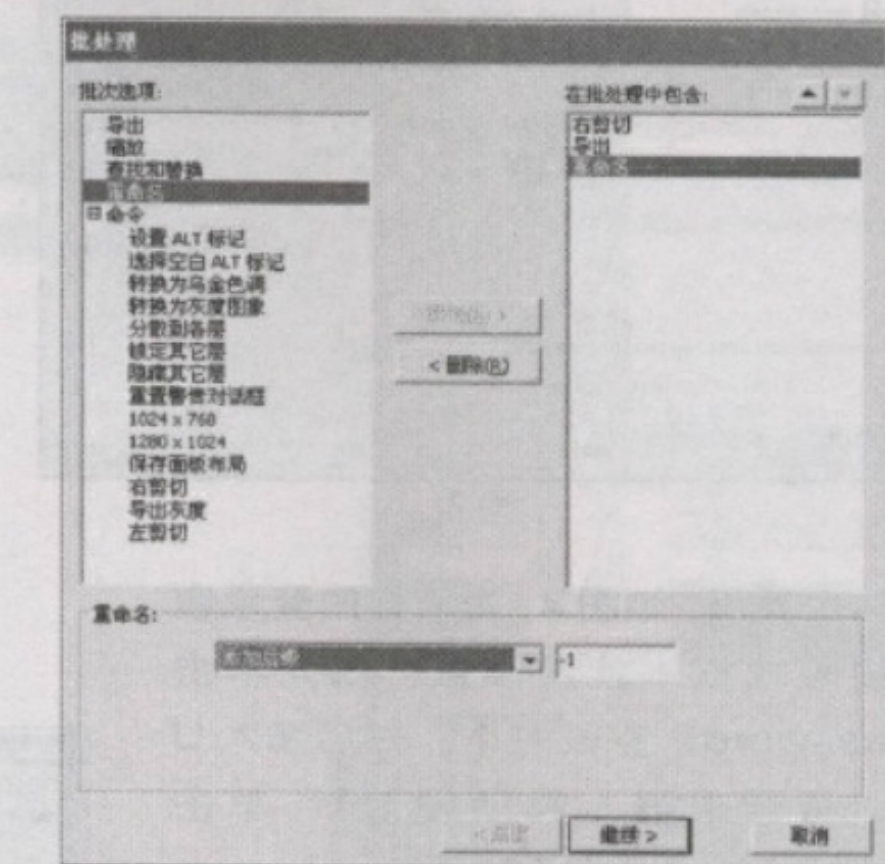 批处理
批次选项:
导出
缩放
查找和替换
重命名
命令
设置 ALT 标记
选择空白 ALT 标记
转换为乌金色调
转换为灰度图象
分散到各层
锁定其它层
隐藏其它层
重置警告对话框
1024 x 768
1280 x 1024
保存面板布局
右剪切
导出灰度
左剪切
< 删除(R)
在批处理中包含:
右剪切
导出
重命名
重命名:
添加后缀
-1
继续 >
取消